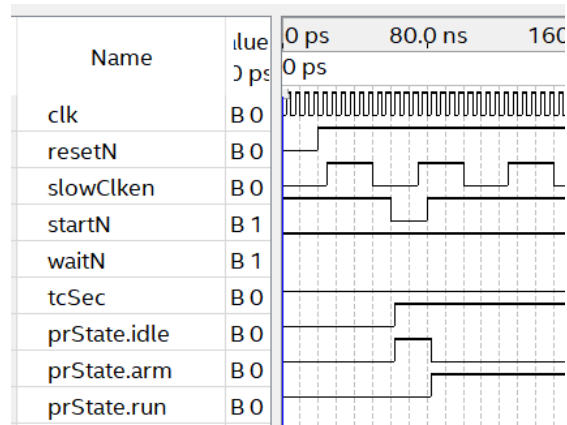 Name
lue
0 ps
0 ps 80.0 ns 160
0 ps
clk B 0
resetN B 0
slowClken B 0
startN B 1
waitN B 1
tcSec B 0
prState.idle B 0
prState.arm B 0
prState.run B 0